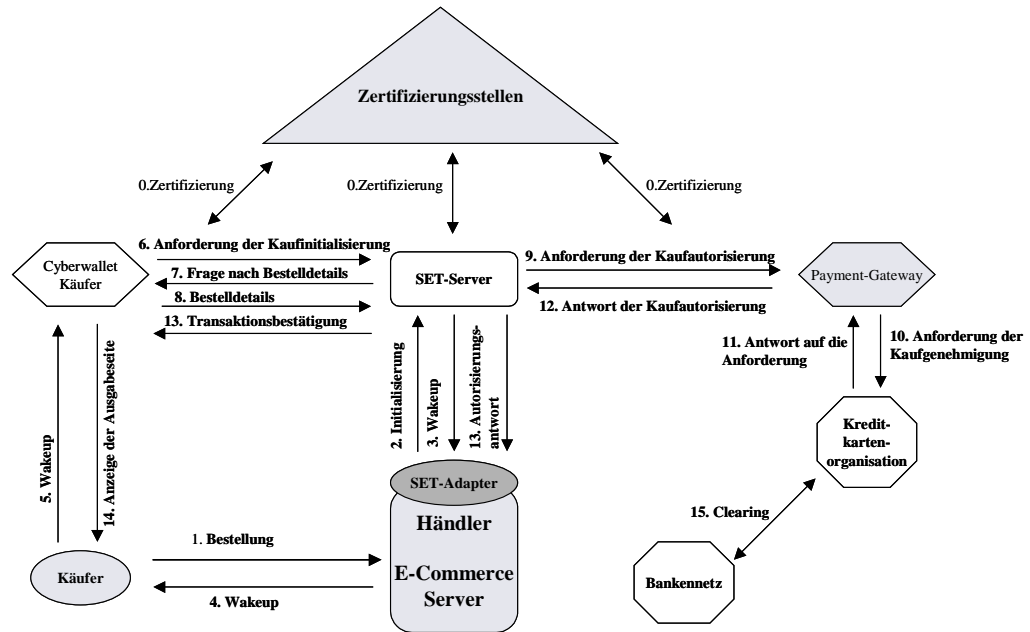 Zertifizierungsstellen
0.Zertifizierung
0.Zertifizierung
0.Zertifizierung
6. Anforderung der Kaufinitialisierung
Cyberwallet
Käufer
7. Frage nach Bestelldetails
8. Bestelldetails
13. Transaktionsbestätigung
SET-Server
9. Anforderung der Kaufautorisierung
12. Antwort der Kaufautorisierung
Payment-Gateway
11. Antwort auf die
Anforderung
10. Anforderung der
Kaufgenehmigung
5. Wakeup
14. Anzeige der Ausgabeseite
2. Initialisierung
3. Wakeup
13. Autorisierungs-
antwort
Kredit-
karten-
organisation
SET-Adapter
Händler
E-Commerce
Server
15. Clearing
1. Bestellung
Käufer
4. Wakeup
Bankennetz